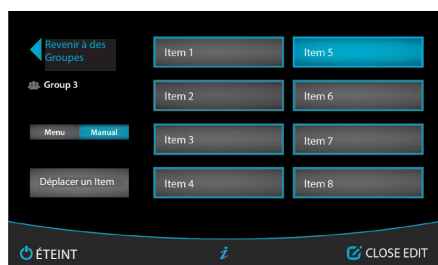 Revenir à des
Groupes
Group 3
Menu Manual
Déplacer un Item
Item 1
Item 2
Item 3
Item 4
Item 5
Item 6
Item 7
Item 8
ÉTEINT
i
CLOSE EDIT